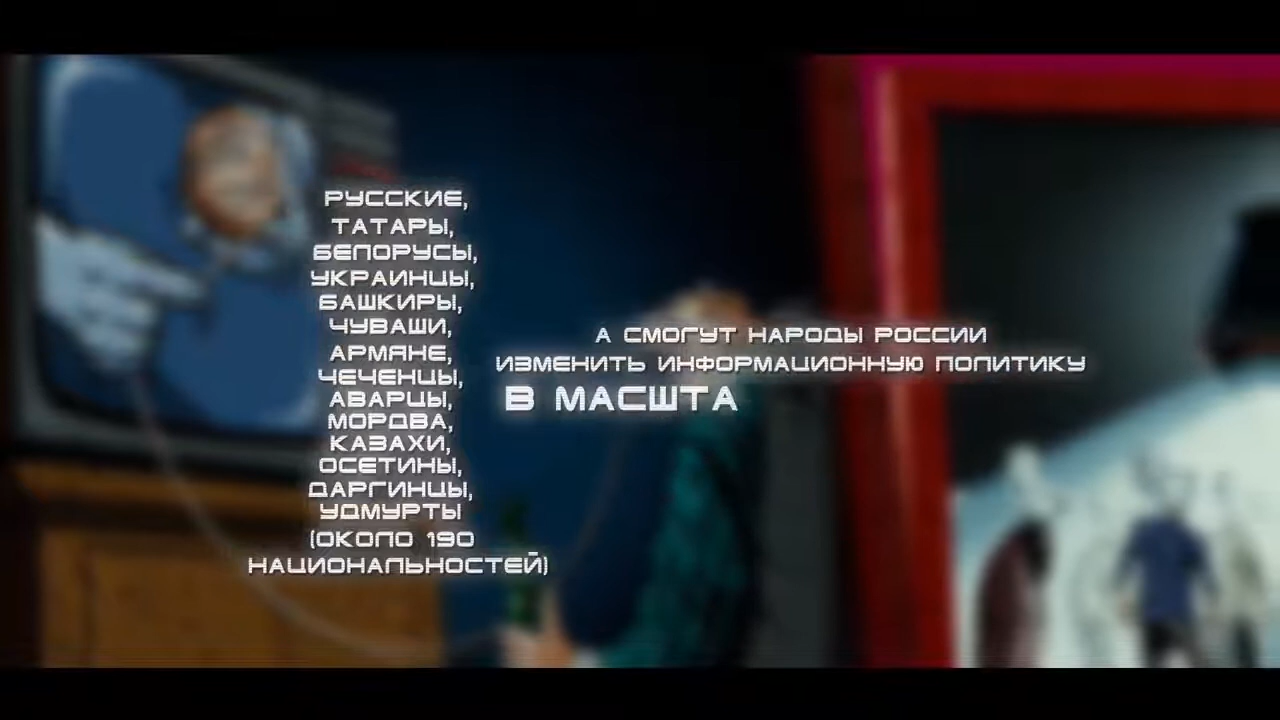 РУССКИЕ,
ТАТАРЫ,
БЕЛОРУСЫ,
УКРАИНЦЫ,
БАШКИРЫ,
ЧУВАШИ,
АРМЯНЕ,
ЧЕЧЕНЦЫ,
АВАРЦЫ,
МОРДВА,
КАЗАХИ,
ОСЕТИНЫ,
ДАРГИНЦЫ,
УДМУРТЫ
(ОКОЛО 190
НАЦИОНАЛЬНОСТЕЙ)
А СМОГУТ НАРОДЫ РОССИИ
ИЗМЕНИТЬ ИНФОРМАЦИОННУЮ ПОЛИТИКУ
В МАСШТА